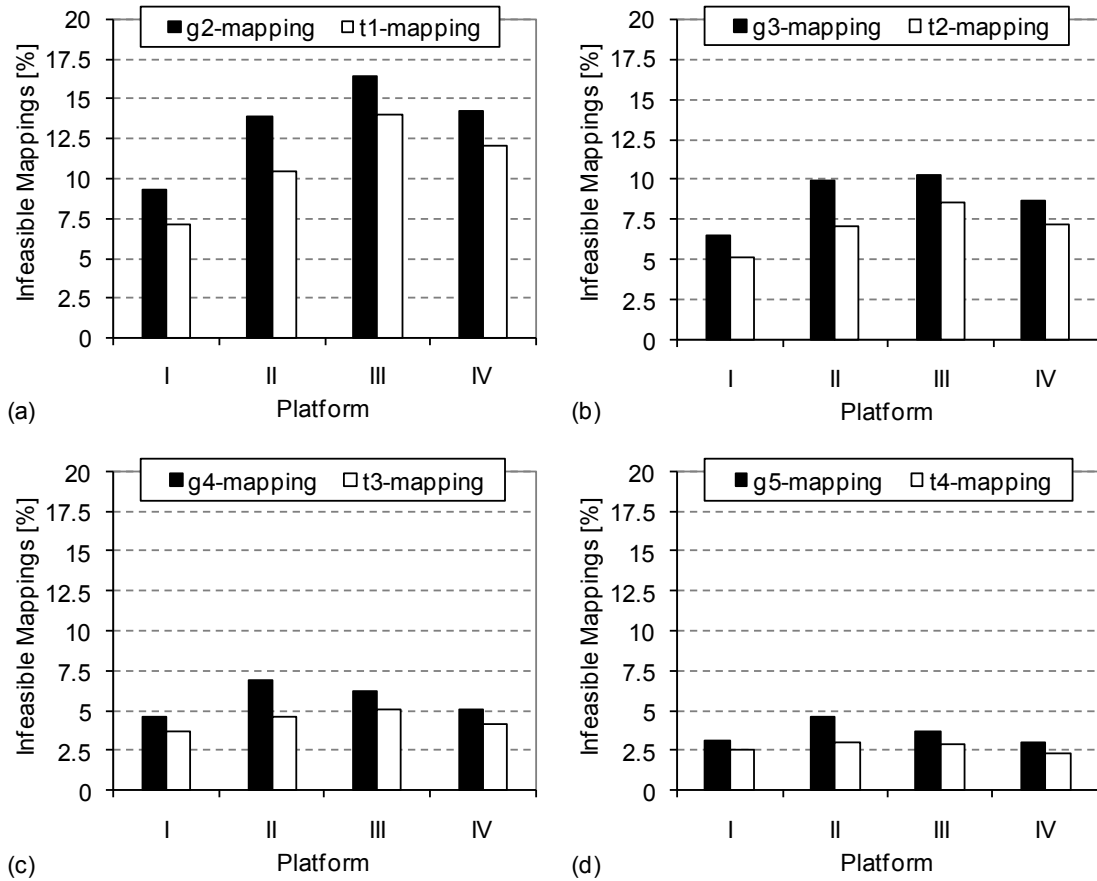 g2-mapping t1-mapping
20
17.5
15
12.5
10
7.5
5
2.5
0
Infeasible Mappings [%]
I II III IV
Platform
(a)
g3-mapping t2-mapping
20
17.5
15
12.5
10
7.5
5
2.5
0
Infeasible Mappings [%]
I II III IV
Platform
(b)
g4-mapping t3-mapping
20
17.5
15
12.5
10
7.5
5
2.5
0
Infeasible Mappings [%]
I II III IV
Platform
(c)
g5-mapping t4-mapping
20
17.5
15
12.5
10
7.5
5
2.5
0
Infeasible Mappings [%]
I II III IV
Platform
(d)